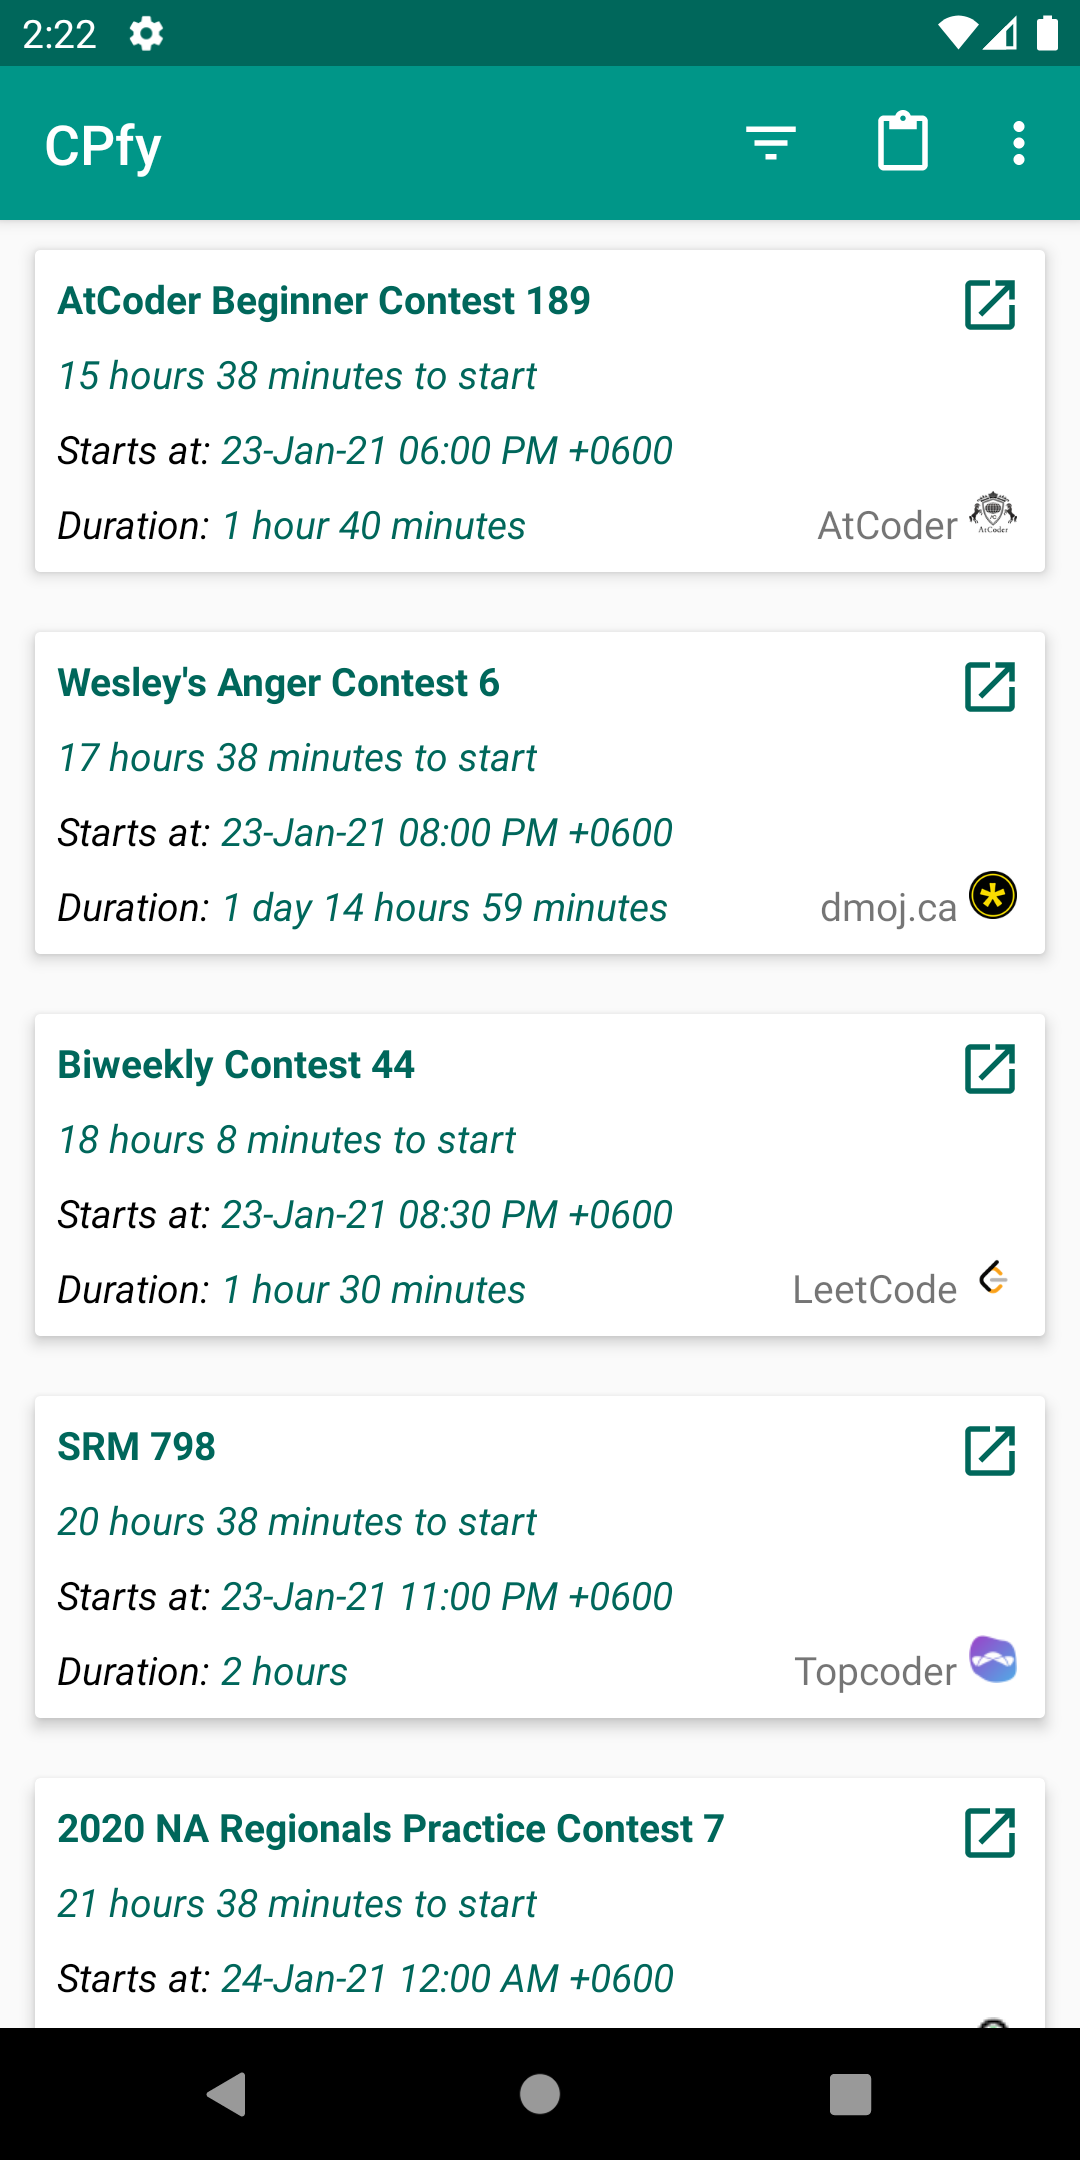 2:22
CPfy
AtCoder Beginner Contest 189
15 hours 38 minutes to start
Starts at: 23-Jan-21 06:00 PM +0600
Duration: 1 hour 40 minutes
AtCoder
AtCoder
Wesley's Anger Contest 6
17 hours 38 minutes to start
Starts at: 23-Jan-21 08:00 PM +0600
Duration: 1 day 14 hours 59 minutes
dmoj.ca
Biweekly Contest 44
18 hours 8 minutes to start
Starts at: 23-Jan-21 08:30 PM +0600
Duration: 1 hour 30 minutes
LeetCode
SRM 798
20 hours 38 minutes to start
Starts at: 23-Jan-21 11:00 PM +0600
Duration: 2 hours
Topcoder
2020 NA Regionals Practice Contest 7
21 hours 38 minutes to start
Starts at: 24-Jan-21 12:00 AM +0600